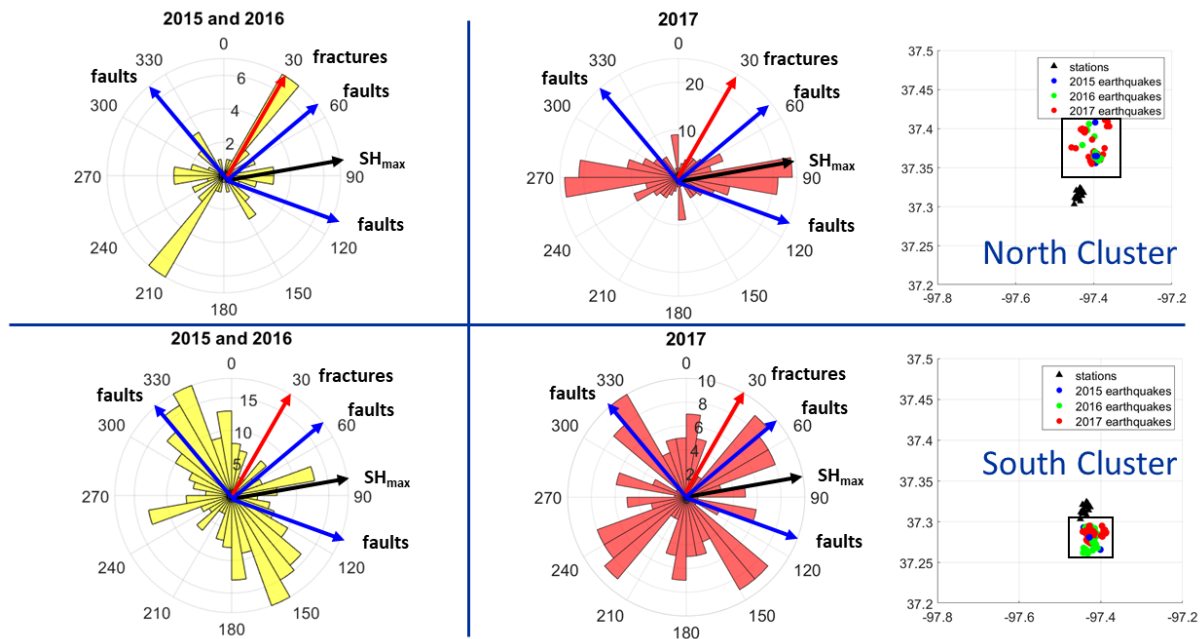 2015 and 2016
0
30
60
90
120
150
180
210
240
270
300
330
2
4
6
fractures
faults
faults
SHmax
faults
2017
0
30
60
90
120
150
180
210
240
270
300
330
10
20
fractures
faults
faults
SHmax
faults
37.5
37.45
37.4
37.35
37.3
37.25
37.2
-97.8
-97.6
-97.4
-97.2
stations
2015 earthquakes
2016 earthquakes
2017 earthquakes
North Cluster
2015 and 2016
0
30
60
90
120
150
180
210
240
270
300
330
5
10
15
fractures
faults
faults
SHmax
faults
2017
0
30
60
90
120
150
180
210
240
270
300
330
2
4
6
8
10
fractures
faults
faults
SHmax
faults
37.5
37.45
37.4
37.35
37.3
37.25
37.2
-97.8
-97.6
-97.4
-97.2
stations
2015 earthquakes
2016 earthquakes
2017 earthquakes
South Cluster